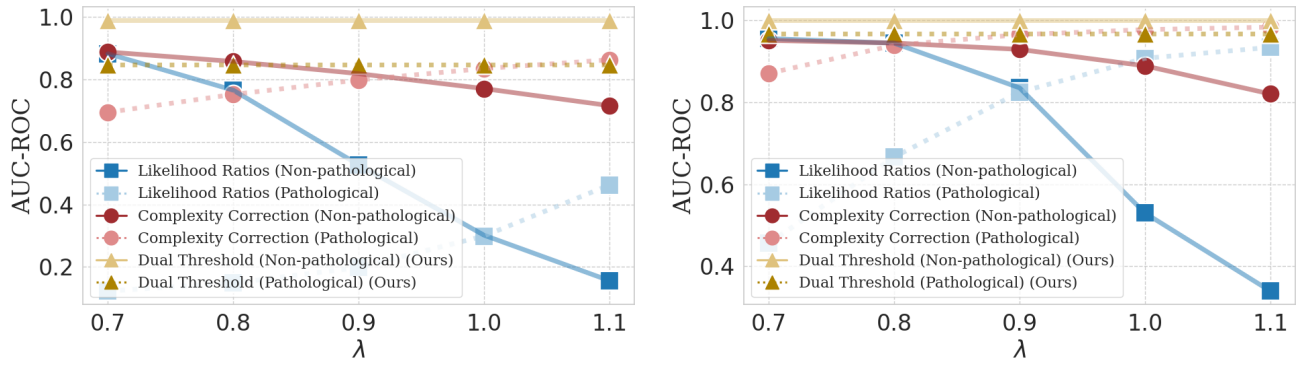 AUC-ROC
1.0
0.8
0.6
0.4
0.2
Likelihood Ratios (Non-pathological)
Likelihood Ratios (Pathological)
Complexity Correction (Non-pathological)
Complexity Correction (Pathological)
Dual Threshold (Non-pathological) (Ours)
Dual Threshold (Pathological) (Ours)
0.7 0.8 0.9 1.0 1.1
λ
AUC-ROC
1.0
0.8
0.6
0.4
Likelihood Ratios (Non-pathological)
Likelihood Ratios (Pathological)
Complexity Correction (Non-pathological)
Complexity Correction (Pathological)
Dual Threshold (Non-pathological) (Ours)
Dual Threshold (Pathological) (Ours)
0.7 0.8 0.9 1.0 1.1
λ